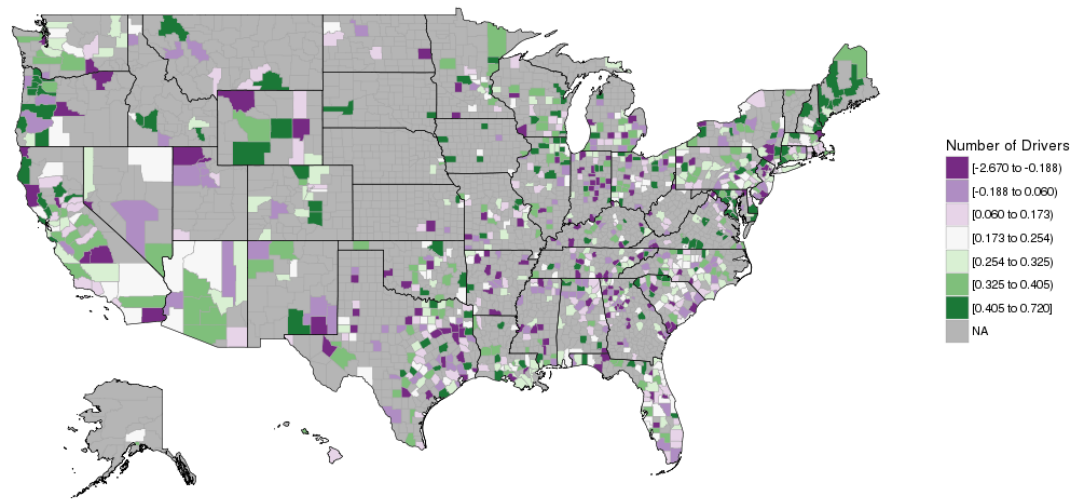 Number of Drivers
[-2.670 to -0.188)
-0.188 to 0.060)
[0.060 to 0.173)
[0.173 to 0.254)
[0.254 to 0.325)
[0.325 to 0.405)
[0.405 to 0.720]
NA